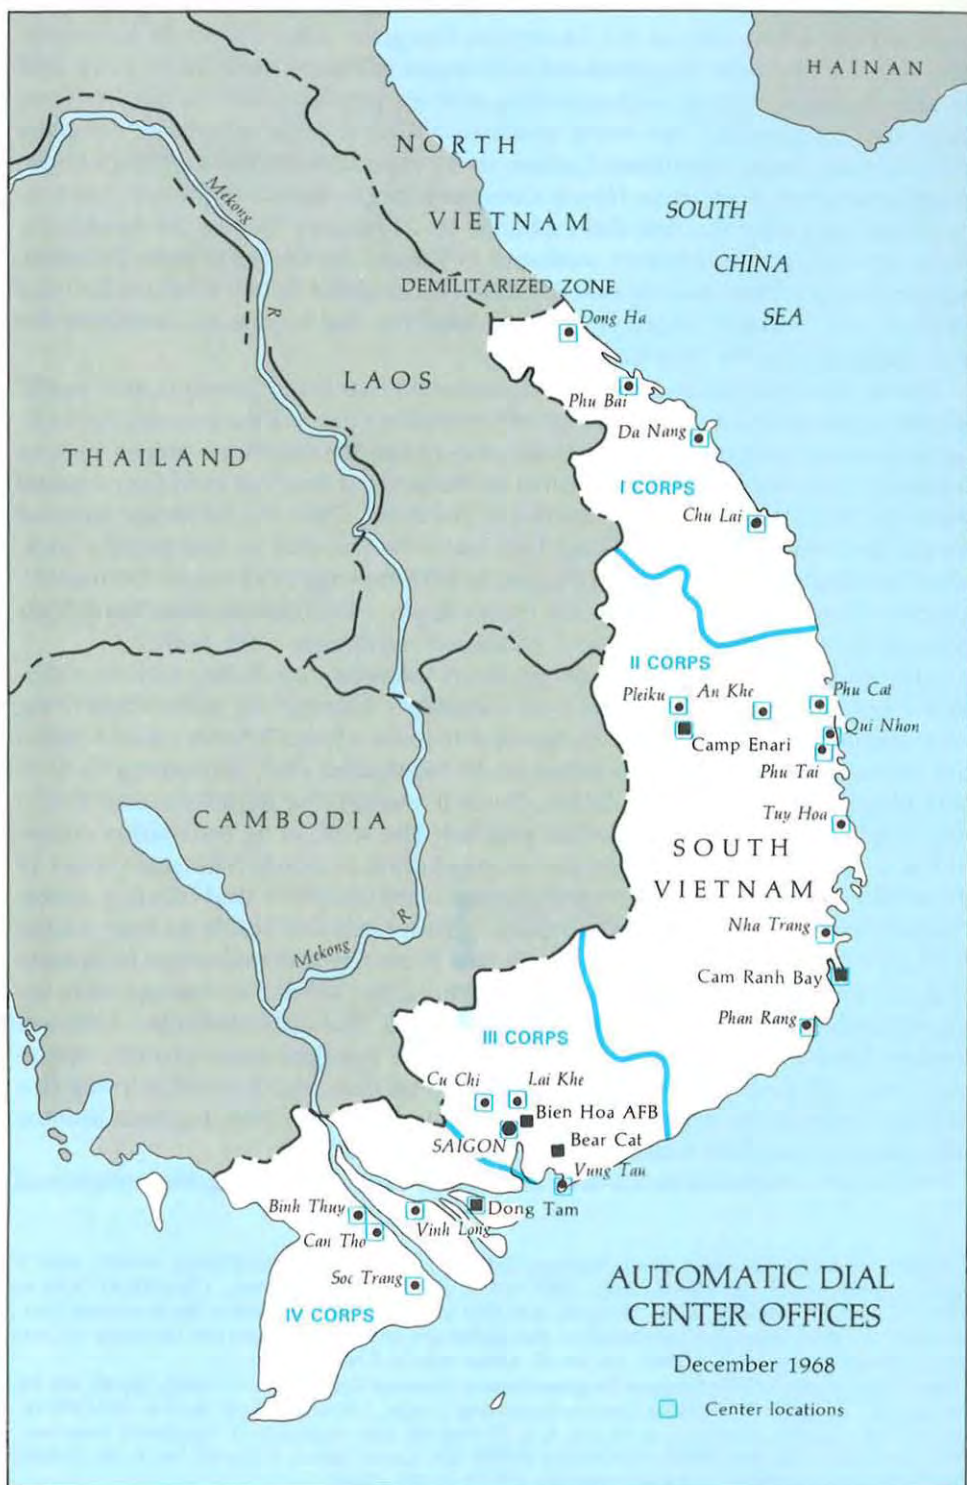 HAINAN
NORTH
VIETNAM
SOUTH
CHINA
SEA
Mekong
R
DEMILITARIZED ZONE
Dong Ha
LAOS
Phu Bai
Da Nang
THAILAND
I CORPS
Chu Lai
II CORPS
Pleiku
An Khe
Phu Cat
Qui Nhon
Camp Enari
Phu Tai
CAMBODIA
Tuy Hoa
SOUTH
VIETNAM
Mekong
R
Nha Trang
Cam Ranh Bay
Phan Rang
III CORPS
Cu Chi
Lai Khe
Bien Hoa AFB
SAIGON
Bear Cat
Vung Tau
Binh Thuy
Dong Tam
Vinh Long
Can Tho
Soc Trang
IV CORPS
AUTOMATIC DIAL
CENTER OFFICES
December 1968
Center locations